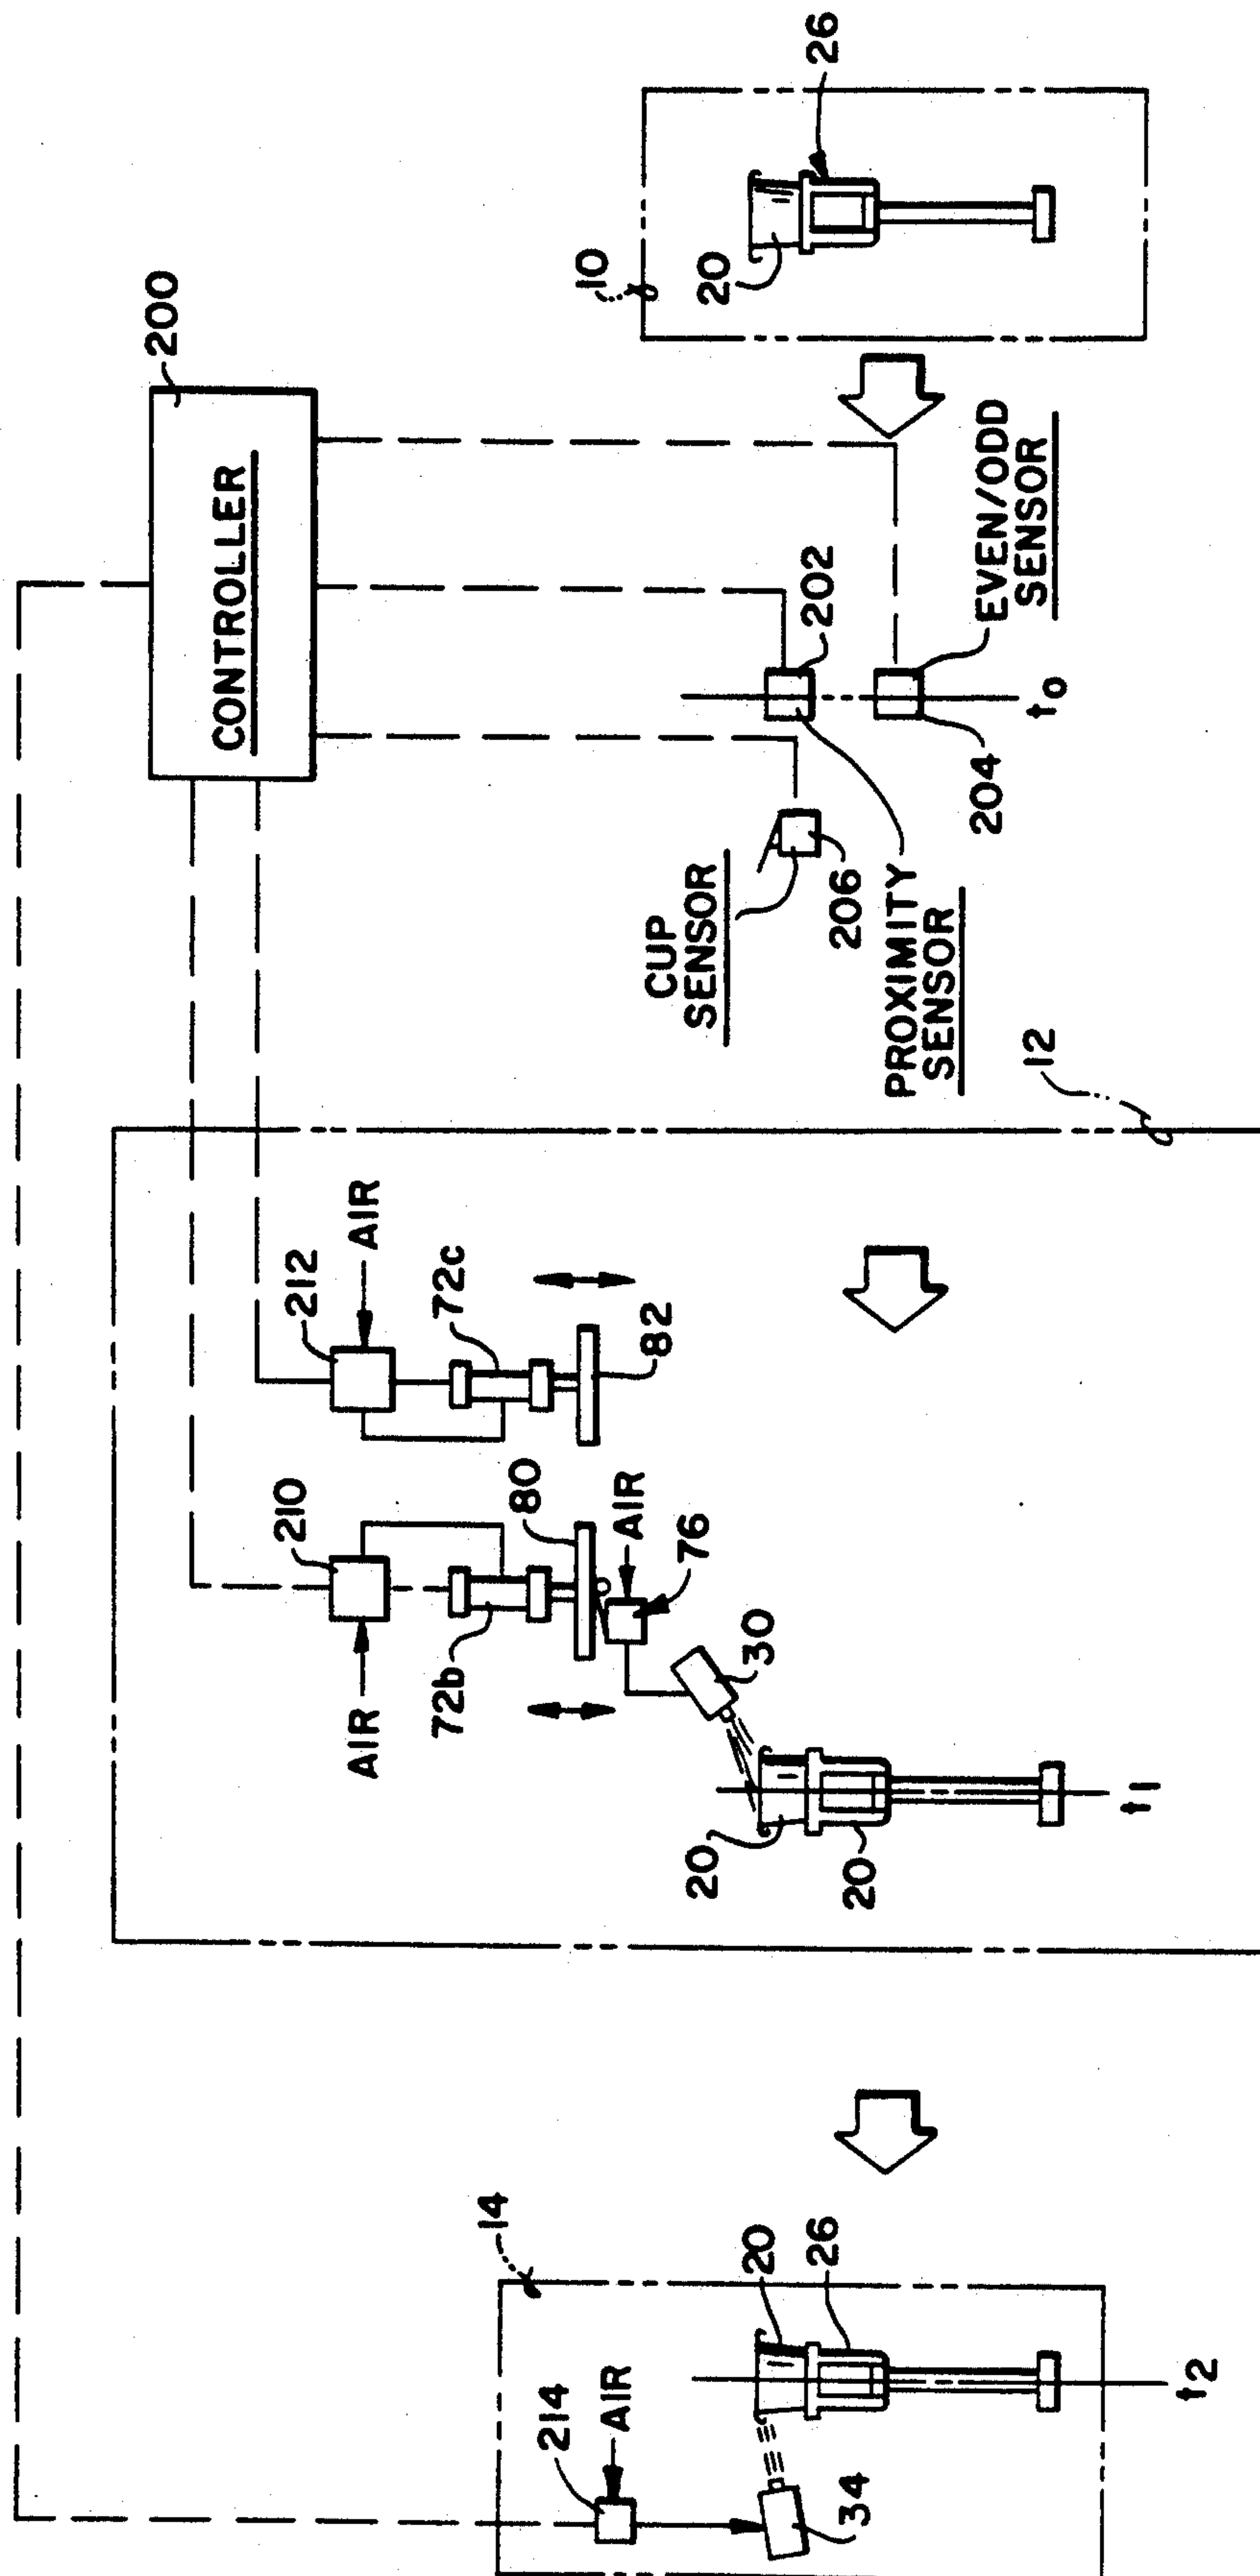 200
CONTROLLER
210
212
AIR
AIR
72b
72c
14
80
214
10
AIR
AIR
82
CUP
SENSOR
76
20
20
20
30
26
26
202
34
20
206
PROXIMITY
SENSOR
204
EVEN/ODD
SENSOR
12
t0
t1
t2